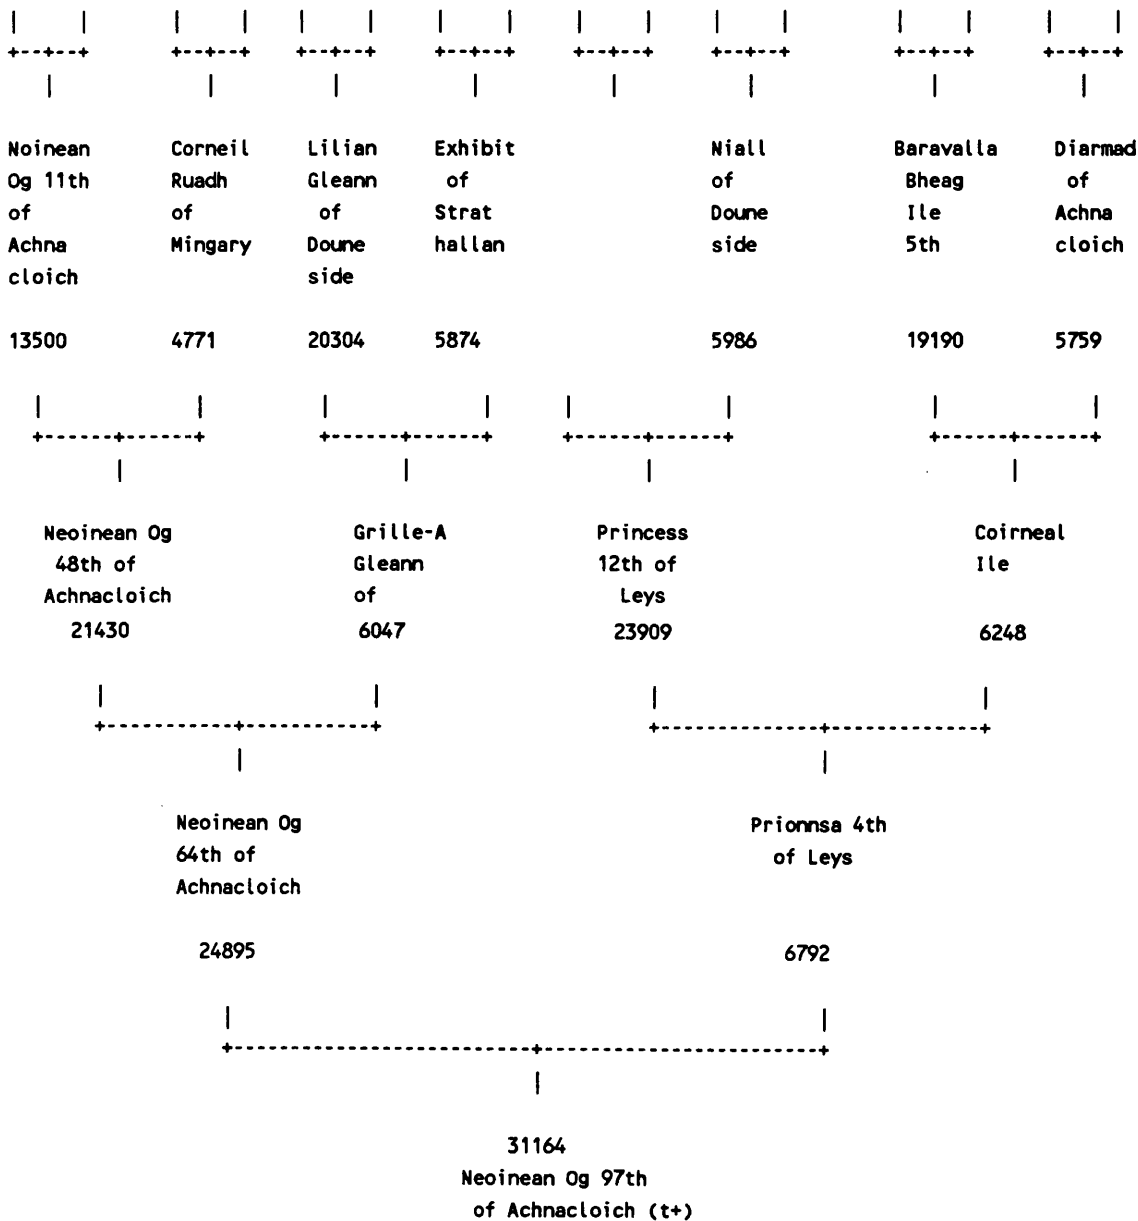 Noinean Corneil Lilian Exhibit Niall Baravalla Diarmad
Og 11th Ruadh Gleann of of Bheag of
of of of Strat Doune Ile Achna
Achna Mingary Doune hallan side 5th cloich
cloich side
13500 4771 20304 5874 5986 19190 5759
Neoinean Og Grille-A Princess Coirneal
48th of Gleann 12th of Ile
Achnacloich of Leys
21430 6047 23909 6248
Neoinean Og Prionnsa 4th
64th of of Leys
Achnacloich
24895 6792
31164
Neoinean Og 97th
of Achnacloich (t+)